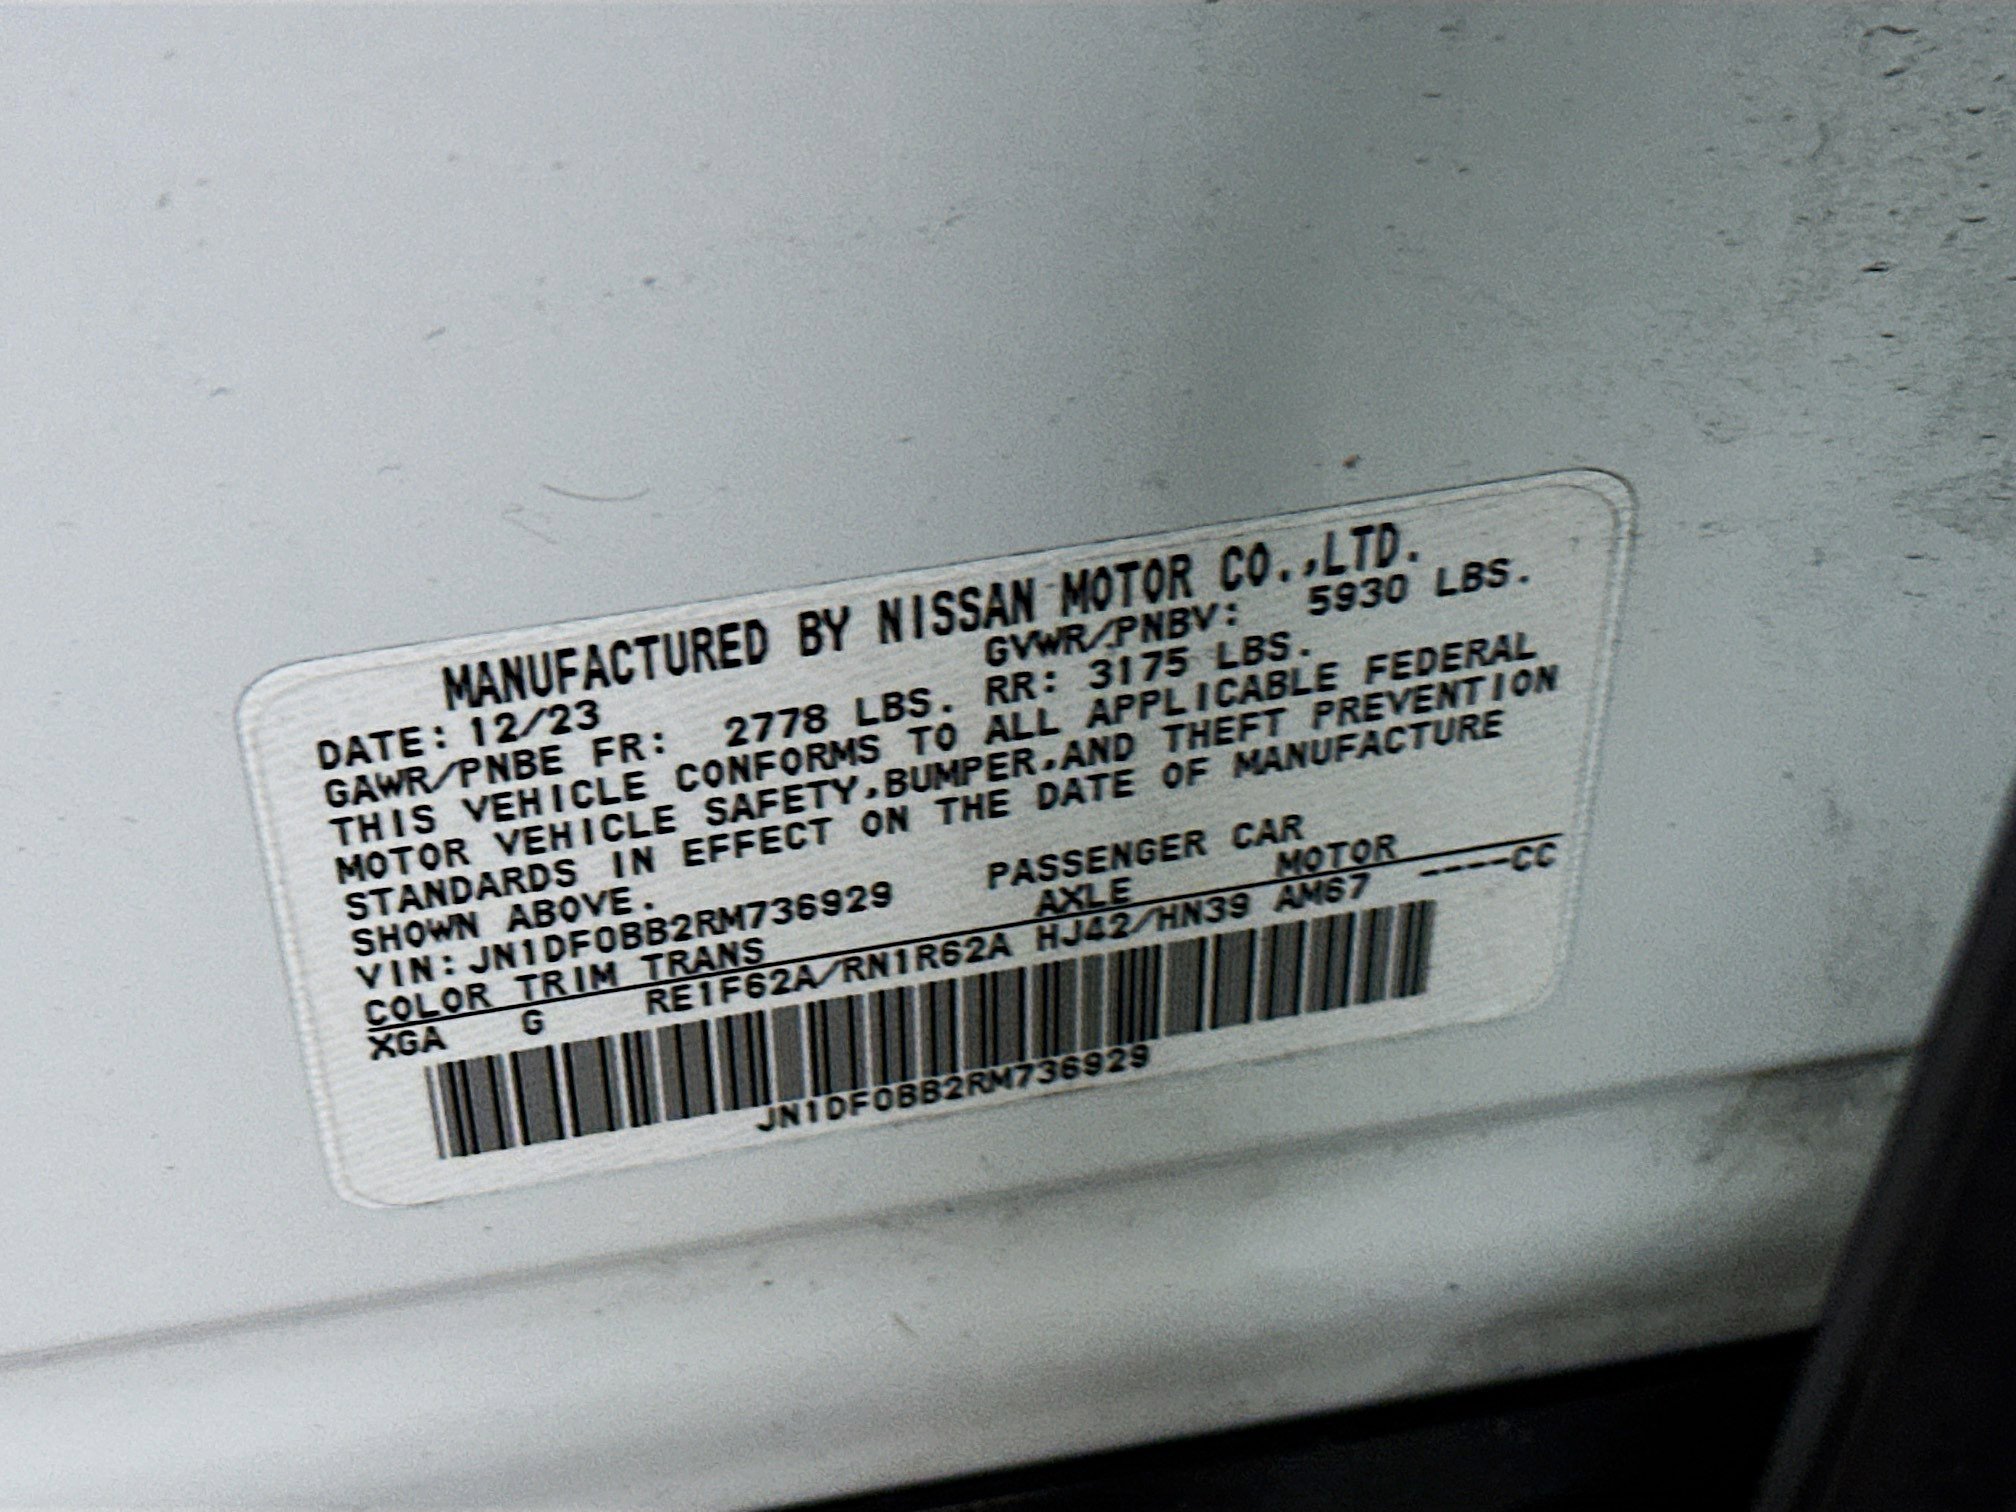 MANUFACTURED BY NISSAN MOTOR CO.,LTD.
DATE: 12/23 GVWR/PNBV: 5930 LBS.
GAWR/PNBE FR: 2778 LBS. RR: 3175 LBS.
THIS VEHICLE CONFORMS TO ALL APPLICABLE FEDERAL
MOTOR VEHICLE SAFETY,BUMPER,AND THEFT PREVENTION
STANDARDS IN EFFECT ON THE DATE OF MANUFACTURE
SHOWN ABOVE.
VIN: JN1DF0BB2RM736929 PASSENGER CAR
COLOR TRIM TRANS AXLE MOTOR
XGA G RE1F62A/RN1R62A HJ42/HN39 AM67 ----CC
JN1DF0BB2RM736929